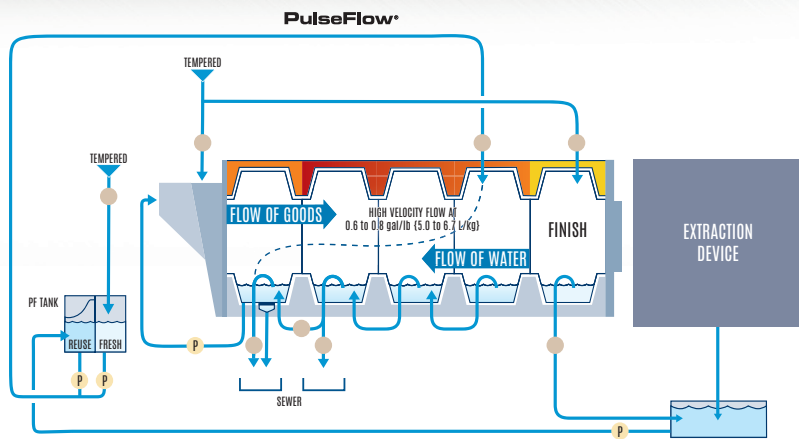 PulseFlow®
TEMPERED
TEMPERED
FLOW OF GOODS
HIGH VELOCITY FLOW AT
0.6 to 0.8 gal/lb {5.0 to 6.7 L/kg}
FLOW OF WATER
FINISH
EXTRACTION
DEVICE
PF TANK
REUSE
FRESH
P
P
P
P
SEWER